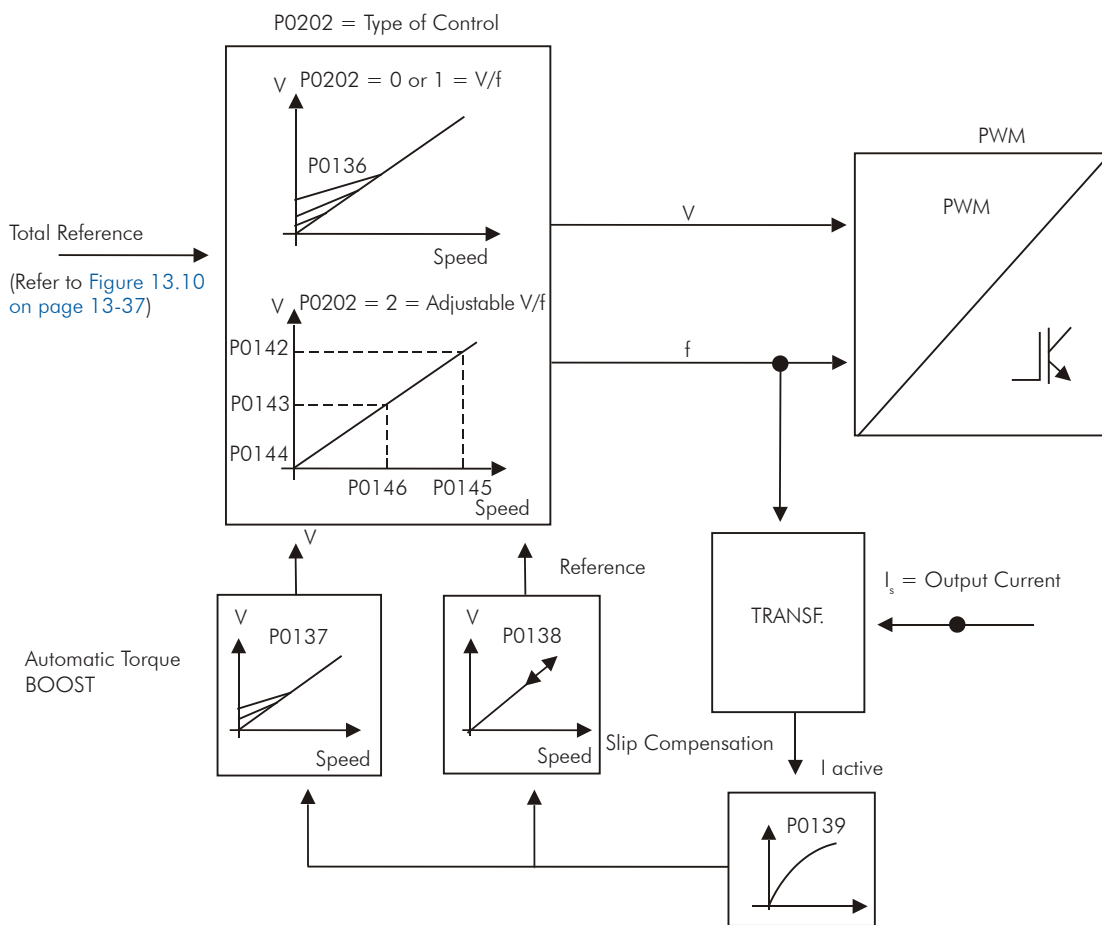 P0202 = Type of Control
V
P0202 = 0 or 1 = V/f
P0136
Speed
V
P0202 = 2 = Adjustable V/f
P0142
P0143
P0144
P0146
P0145
Speed
Total Reference
(Refer to Figure 13.10
on page 13-37)
V
f
PWM
PWM
V
Reference
V
P0137
Speed
Automatic Torque
BOOST
V
P0138
Speed
Slip Compensation
TRANSF.
Is = Output Current
I active
P0139